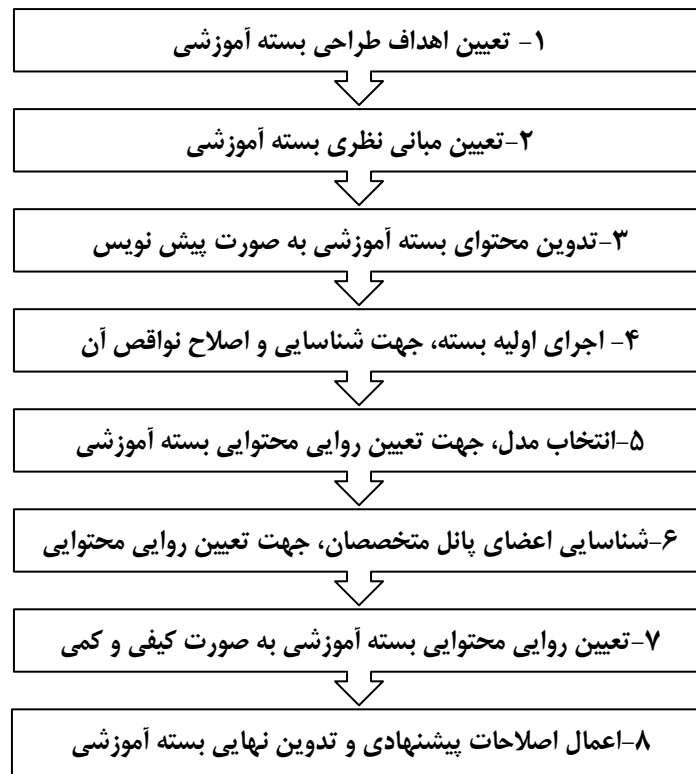 ۱- تعیین اهداف طراحی بسته آموزشی
۲-تعیین مبانی نظری بسته آموزشی
۳-تدوین محتوای بسته آموزشی به صورت پیش نویس
۴- اجرای اولیه بسته، جهت شناسایی و اصلاح نواقص آن
۵-انتخاب مدل، جهت تعیین روایی محتوایی بسته آموزشی
۶-شناسایی اعضای پانل متخصصان، جهت تعیین روایی محتوایی
۷-تعیین روایی محتوایی بسته آموزشی به صورت کیفی و کمی
۸-اعمال اصلاحات پیشنهادی و تدوین نهایی بسته آموزشی